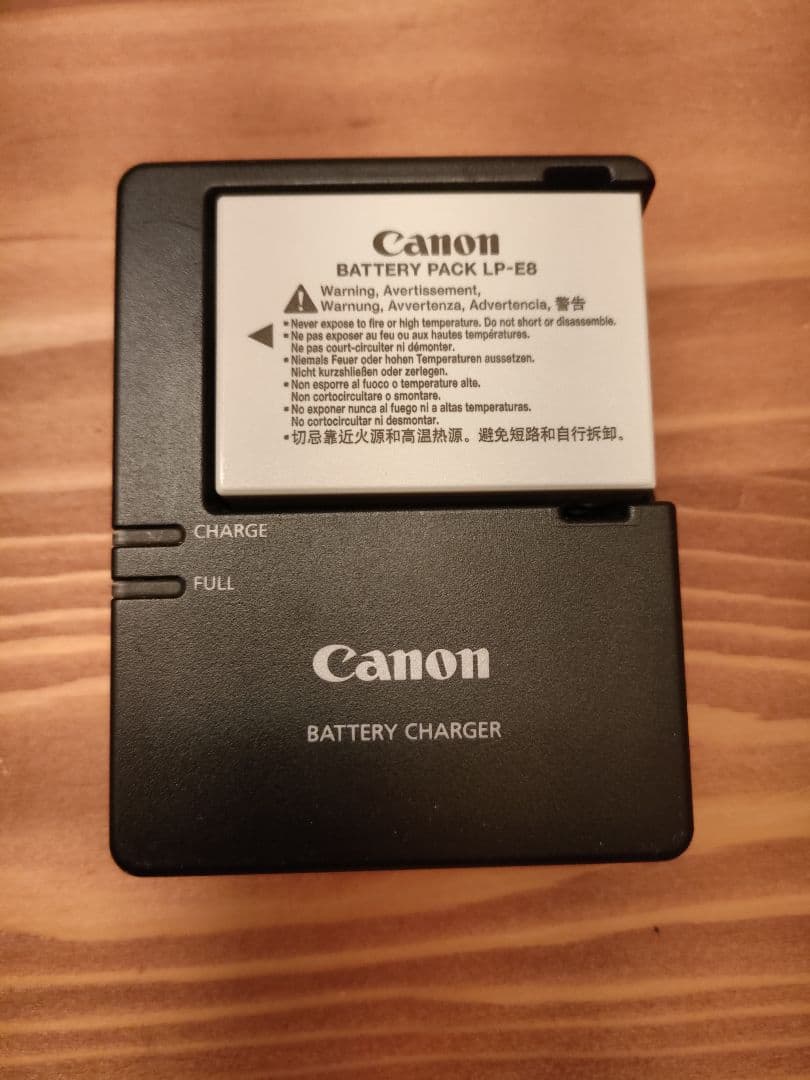 Canon
BATTERY PACK LP-E8
Warning, Avertissement,
Warnung, Avvertenza, Advertencia, 警告
▪Never expose to fire or high temperature. Do not short or disassemble.
▪Ne pas exposer au feu ou aux hautes températures.
Ne pas court-circuiter ni démonter.
▪Niemals Feuer oder hohen Temperaturen aussetzen.
Nicht kurzshließen oder zerlegen.
▪Non esporre al fuoco o temperature alte.
Non cortocircuitare o smontare.
▪No exponer nunca al fuego ni a altas temperaturas.
No cortocircuitar ni desmontar.
▪切忌靠近火源和高温热源。避免短路和自行拆卸。
CHARGE
FULL
Canon
BATTERY CHARGER